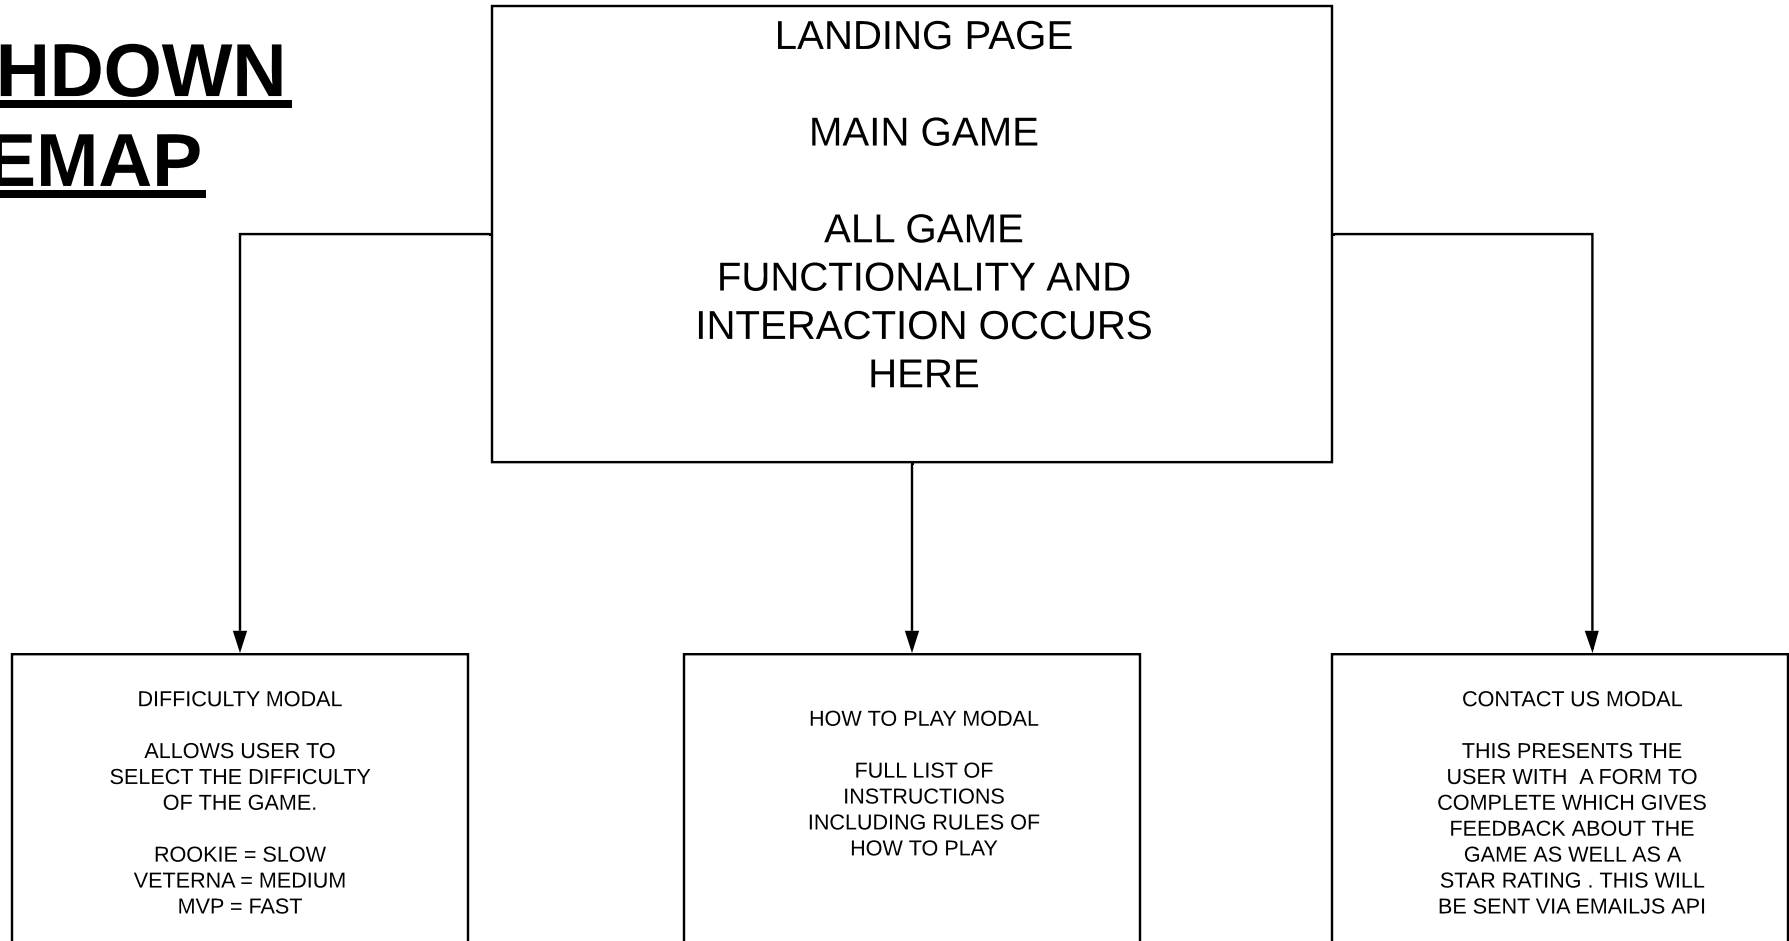 HDOWN
EMAP
LANDING PAGE
MAIN GAME
ALL GAME
FUNCTIONALITY AND
INTERACTION OCCURS
HERE
DIFFICULTY MODAL
ALLOWS USER TO
SELECT THE DIFFICULTY
OF THE GAME.
ROOKIE = SLOW
VETERNA = MEDIUM
MVP = FAST
HOW TO PLAY MODAL
FULL LIST OF
INSTRUCTIONS
INCLUDING RULES OF
HOW TO PLAY
CONTACT US MODAL
THIS PRESENTS THE
USER WITH  A FORM TO
COMPLETE WHICH GIVES
FEEDBACK ABOUT THE
GAME AS WELL AS A
STAR RATING . THIS WILL
BE SENT VIA EMAILJS API